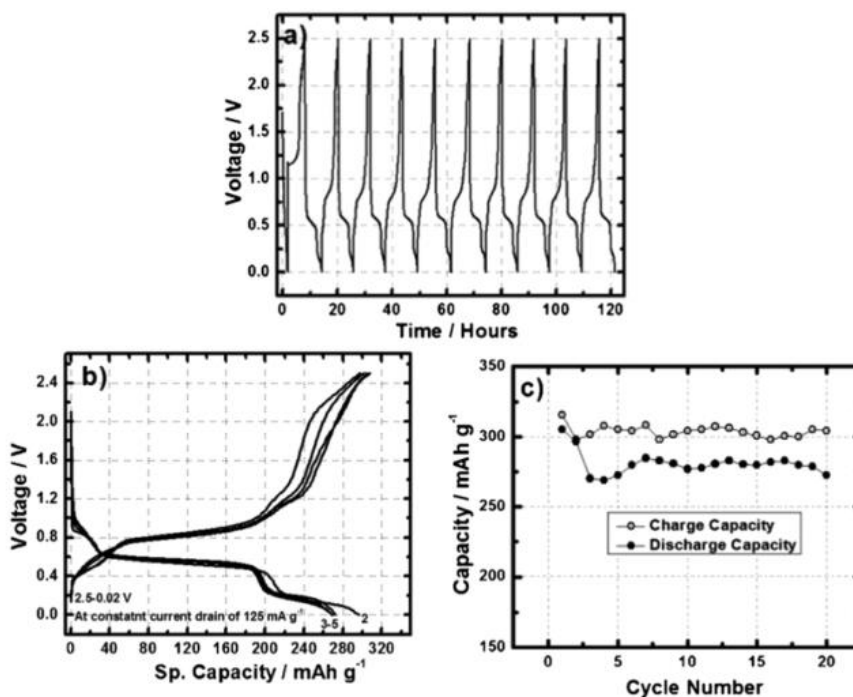 a)
2.5
2.0
1.5
1.0
0.5
0.0
Voltage / V
0 20 40 60 80 100 120
Time / Hours
b)
2.4
2.0
1.6
1.2
0.8
0.4
0.0
Voltage / V
2.5-0.02 V
At constatnt current drain of 125 mA g-1
3-5
2
0 40 80 120 160 200 240 280 320
Sp. Capacity / mAh g-1
c)
350
300
250
200
150
Capacity / mAh g-1
Charge Capacity
Discharge Capacity
0 5 10 15 20
Cycle Number